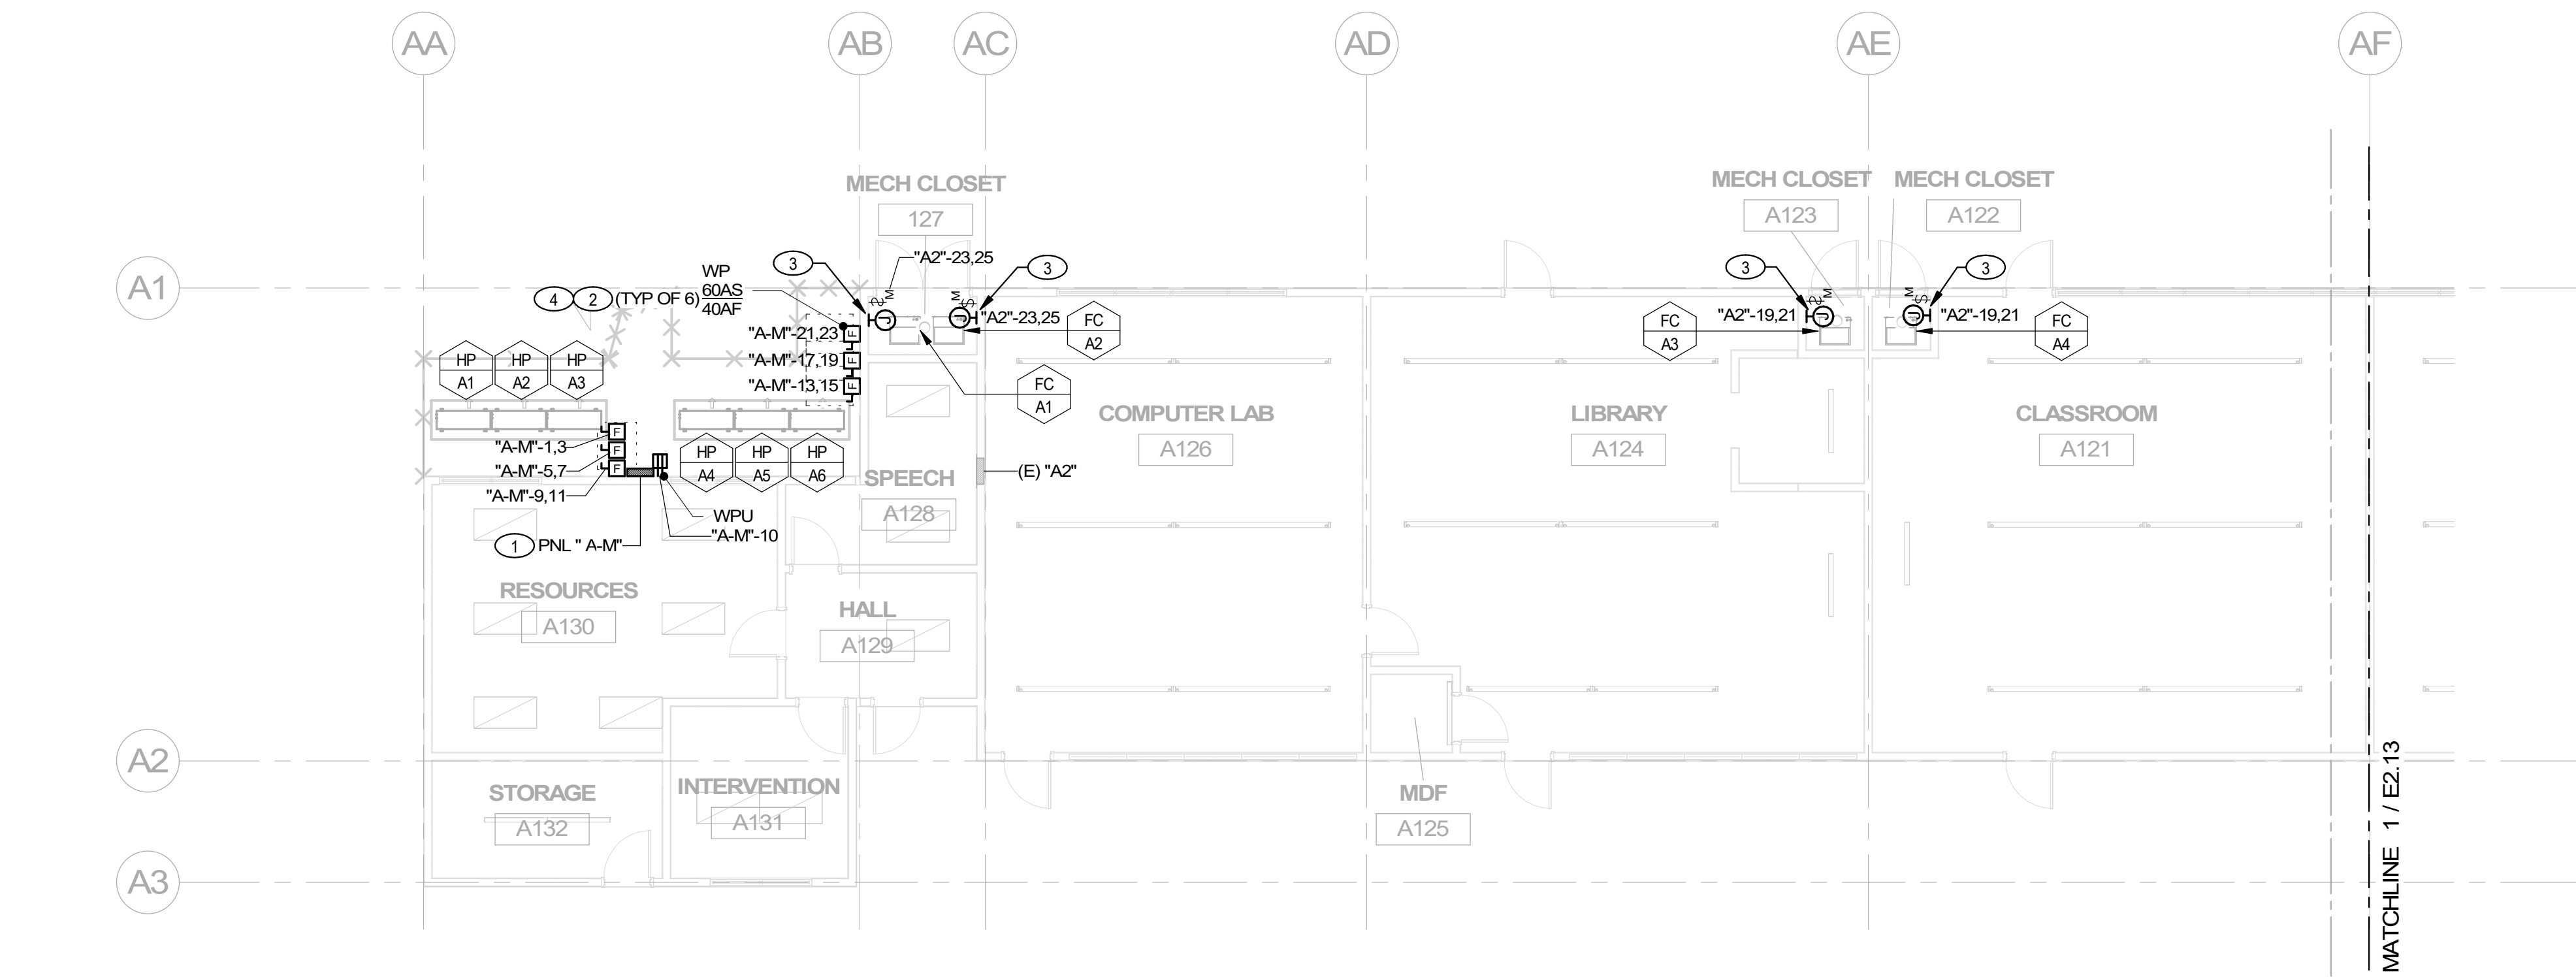 AA
AB
AC
AD
AE
AF
MECH CLOSET
127
MECH CLOSET
A123
MECH CLOSET
A122
A1
4
2
(TYP OF 6)
WP
60AS
40AF
3
"A2"-23,25
M
M
3
"A2"-23,25
J
J
FC
A2
FC
A1
3
M
M
3
"A2"-19,21
J
J
"A2"-19,21
FC
A3
FC
A4
"A-M"-21,23
F
"A-M"-17,19
F
"A-M"-13,15
F
HP
A1
HP
A2
HP
A3
"A-M"-1,3
F
"A-M"-5,7
F
"A-M"-9,11
F
HP
A4
HP
A5
HP
A6
WPU
"A-M"-10
1
PNL " A-M"
SPEECH
A128
(E) "A2"
COMPUTER LAB
A126
LIBRARY
A124
CLASSROOM
A121
RESOURCES
A130
HALL
A129
A2
STORAGE
A132
INTERVENTION
A131
MDF
A125
A3
MATCHLINE 1 / E2.13